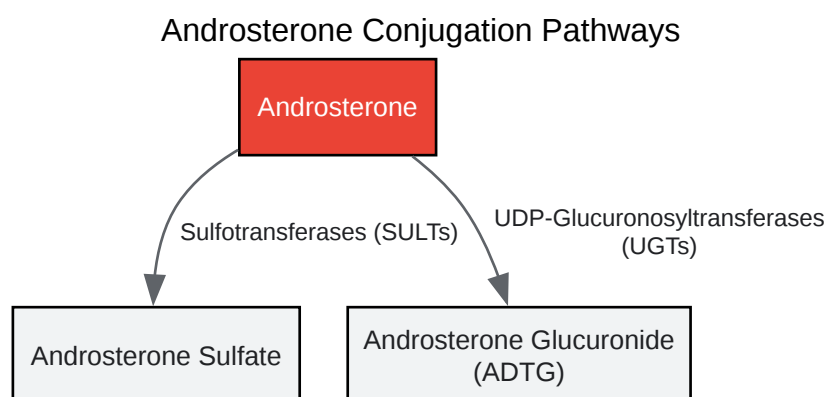 Androsterone Conjugation Pathways
Androsterone
Sulfotransferases (SULTs)
UDP-Glucuronosyltransferases
(UGTs)
Androsterone Sulfate
Androsterone Glucuronide
(ADTG)